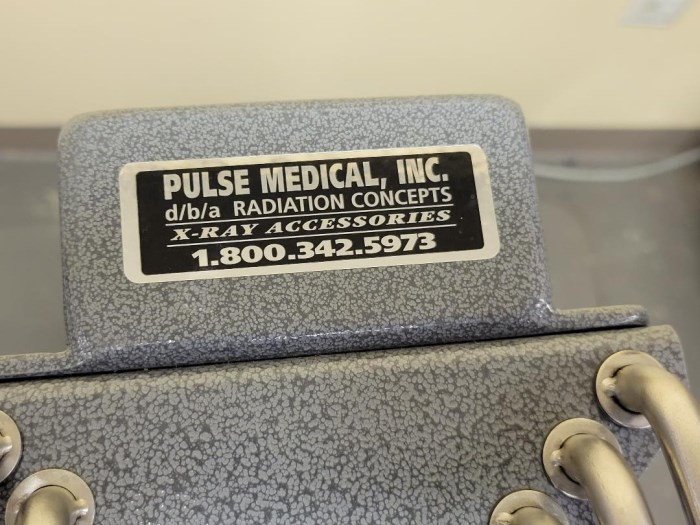 PULSE MEDICAL, INC.
d/b/a RADIATION CONCEPTS
X-RAY ACCESSORIES
1.800.342.5973